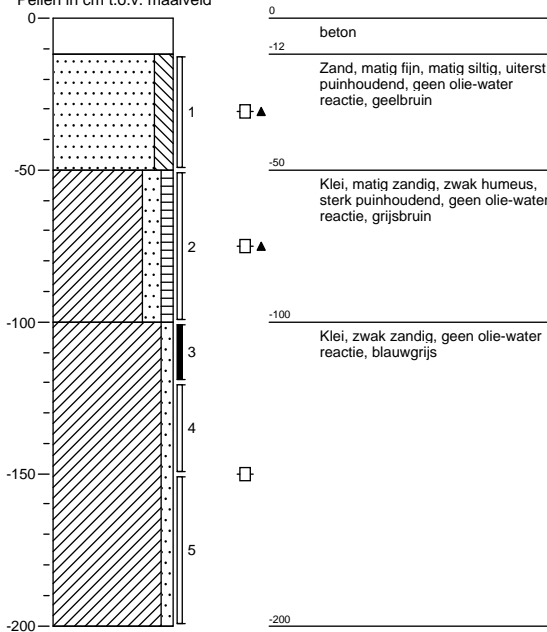 Peilen in cm t.o.v. maaiveld
0
-50
-100
-150
-200
1
2
3
4
5
0
beton
-12
Zand, matig fijn, matig siltig, uiterst
puinhoudend, geen olie-water
reactie, geelbruin
-50
Klei, matig zandig, zwak humeus,
sterk puinhoudend, geen olie-water
reactie, grijsbruin
-100
Klei, zwak zandig, geen olie-water
reactie, blauwgrijs
-200